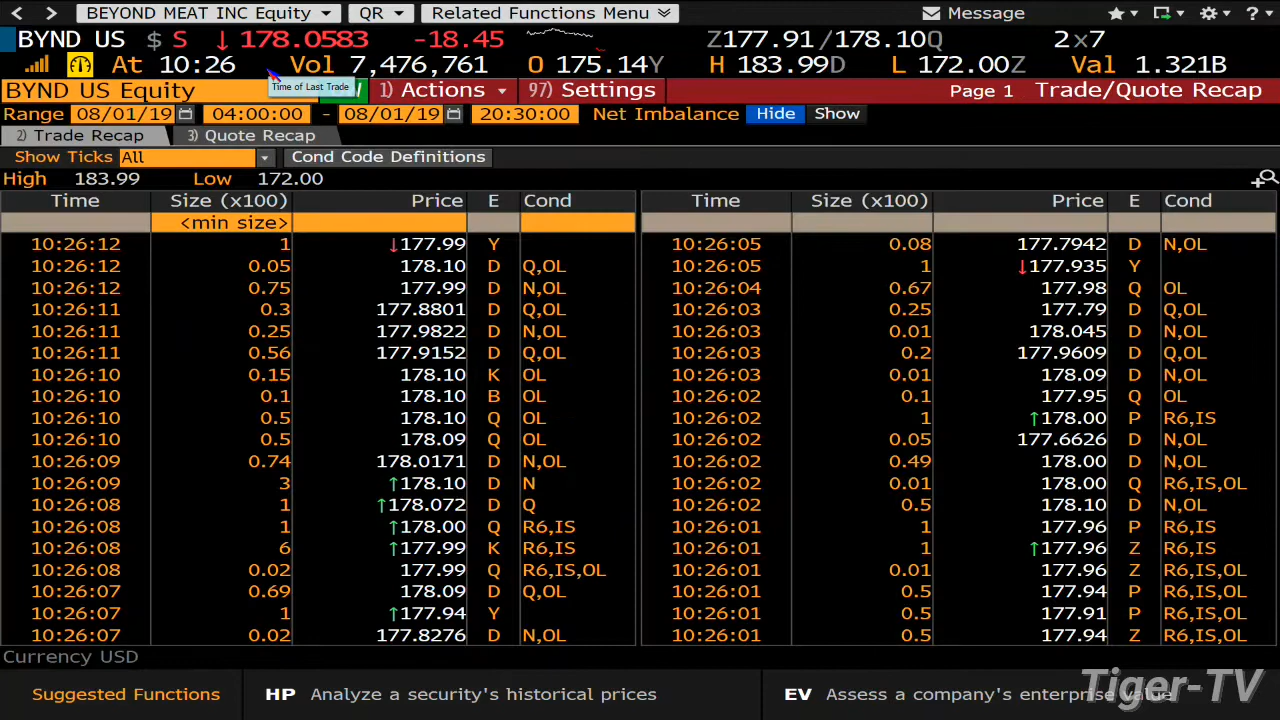 BEYOND MEAT INC Equity QR Related Functions Menu Message ?
BYND US $ S ↓ 178.0583 -18.45 Z177.91/178.10Q 2x7
At 10:26 Vol 7,476,761 O 175.14Y H 183.99D L 172.00Z Val 1.321B
Time of Last Trade
BYND US Equity 1) Actions 97) Settings Page 1 Trade/Quote Recap
Range 08/01/19 04:00:00 - 08/01/19 20:30:00 Net Imbalance Hide Show
2) Trade Recap 3) Quote Recap
Show Ticks All Cond Code Definitions
High 183.99 Low 172.00
Time Size (x100) Price E Cond Time Size (x100) Price E Cond
<min size>
10:26:12 1 ↓177.99 Y 10:26:05 0.08 177.7942 D N,OL
10:26:12 0.05 178.10 D Q,OL 10:26:05 1 ↓177.935 Y
10:26:12 0.75 177.99 D N,OL 10:26:04 0.67 177.98 Q OL
10:26:11 0.3 177.8801 D Q,OL 10:26:03 0.25 177.79 D Q,OL
10:26:11 0.25 177.9822 D N,OL 10:26:03 0.01 178.045 D N,OL
10:26:11 0.56 177.9152 D Q,OL 10:26:03 0.2 177.9609 D Q,OL
10:26:10 0.15 178.10 K OL 10:26:03 0.01 178.09 D N,OL
10:26:10 0.1 178.10 B OL 10:26:02 0.1 177.95 Q OL
10:26:10 0.5 178.10 Q OL 10:26:02 1 ↑178.00 P R6,IS
10:26:10 0.5 178.09 Q OL 10:26:02 0.05 177.6626 D N,OL
10:26:09 0.74 178.0171 D N,OL 10:26:02 0.49 178.00 D N,OL
10:26:09 3 ↑178.10 D N 10:26:02 0.01 178.00 Q R6,IS,OL
10:26:08 1 ↑178.072 D Q 10:26:02 0.5 178.10 D N,OL
10:26:08 1 ↑178.00 Q R6,IS 10:26:01 1 177.96 P R6,IS
10:26:08 6 ↑177.99 K R6,IS 10:26:01 1 ↑177.96 Z R6,IS
10:26:08 0.02 177.99 Q R6,IS,OL 10:26:01 0.01 177.96 Z R6,IS,OL
10:26:07 0.69 178.09 D Q,OL 10:26:01 0.5 177.94 P R6,IS,OL
10:26:07 1 ↑177.94 Y 10:26:01 0.5 177.91 P R6,IS,OL
10:26:07 0.02 177.8276 D N,OL 10:26:01 0.5 177.94 Z R6,IS,OL
Currency USD
Suggested Functions HP Analyze a security's historical prices EV Assess a company's enterprise value
Tiger-TV